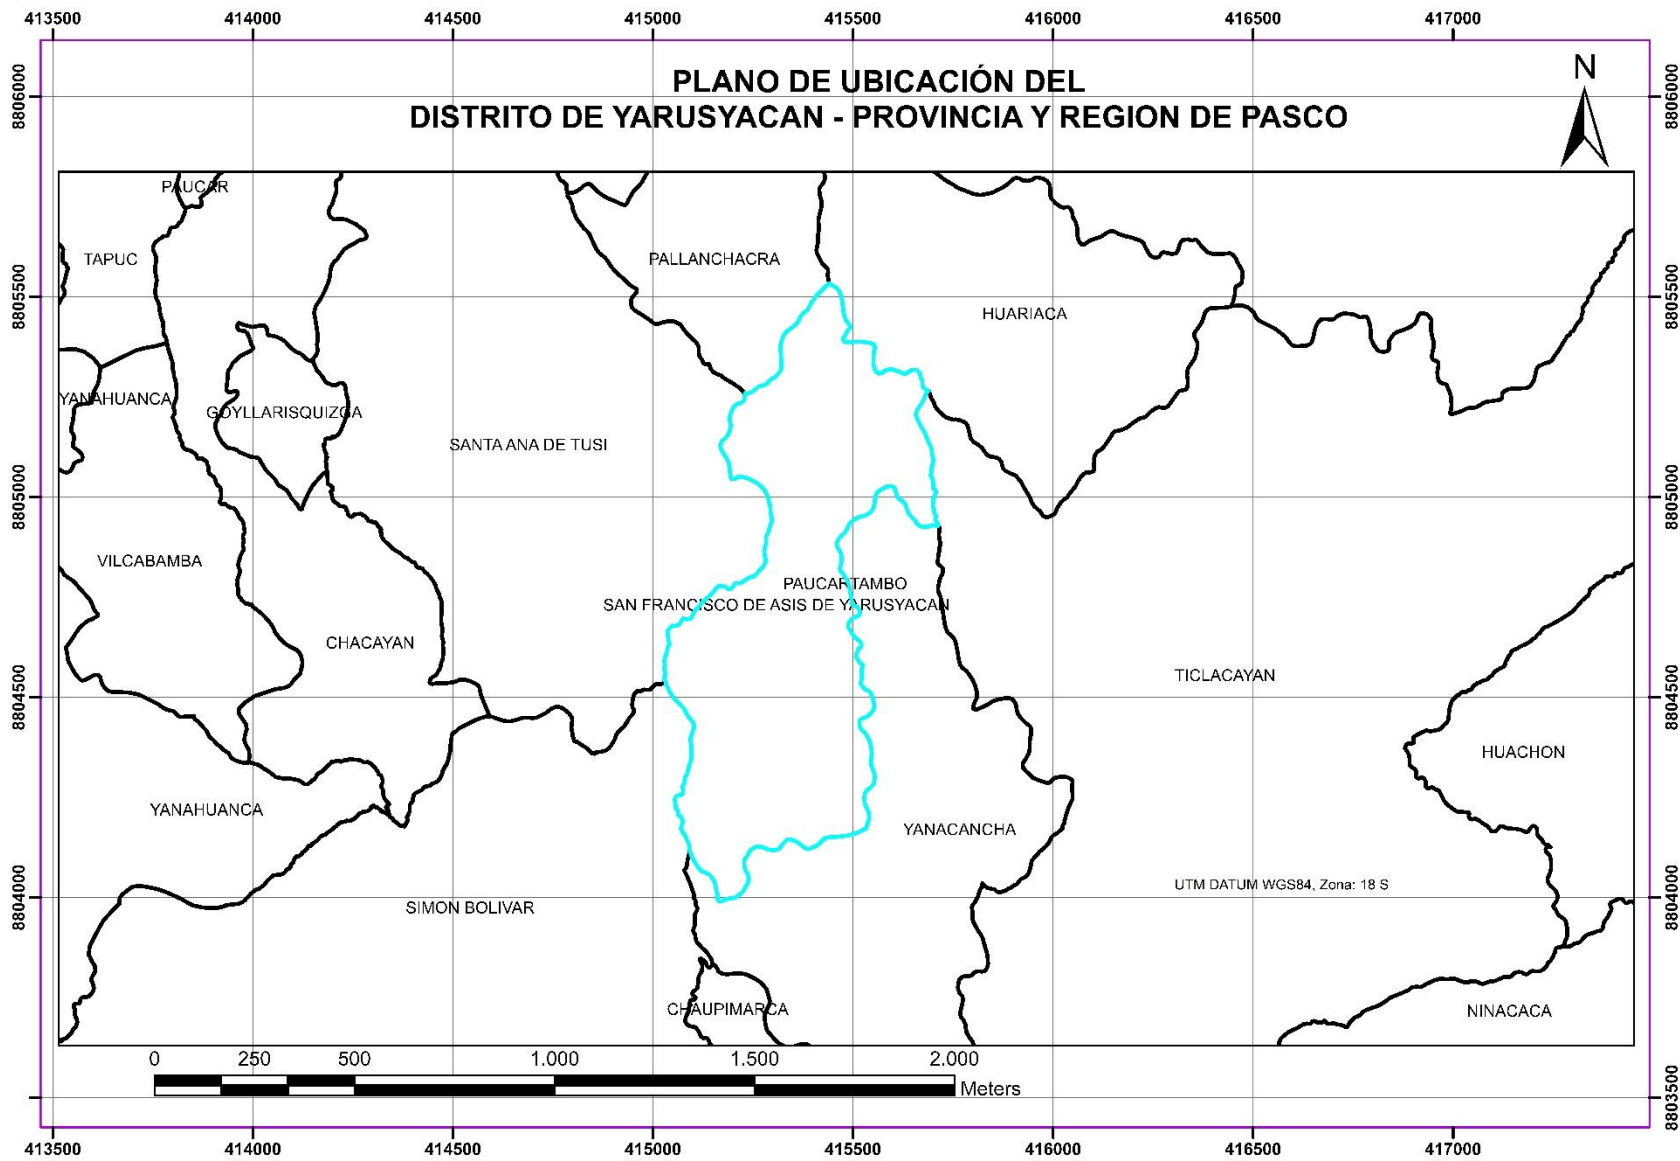 413500 414000 414500 415000 415500 416000 416500 417000
PLANO DE UBICACIÓN DEL
DISTRITO DE YARUSYACAN - PROVINCIA Y REGION DE PASCO
N
8806000 8806000
PAUCAR
TAPUC
PALLANCHACRA
8805500 8805500
HUARIACA
YANAHUANCA
GOYLLARISQUIZGA
SANTA ANA DE TUSI
8805000 8805000
VILCABAMBA
PAUCARTAMBO
SAN FRANCISCO DE ASIS DE YARUSYACAN
CHACAYAN
TICLACAYAN
8804500 8804500
HUACHON
YANAHUANCA
YANACANCHA
UTM DATUM WGS84, Zona: 18 S
8804000 8804000
SIMON BOLIVAR
CHAUPIMARCA
NINACACA
0 250 500 1.000 1.500 2.000
Meters
8803500 8803500
413500 414000 414500 415000 415500 416000 416500 417000